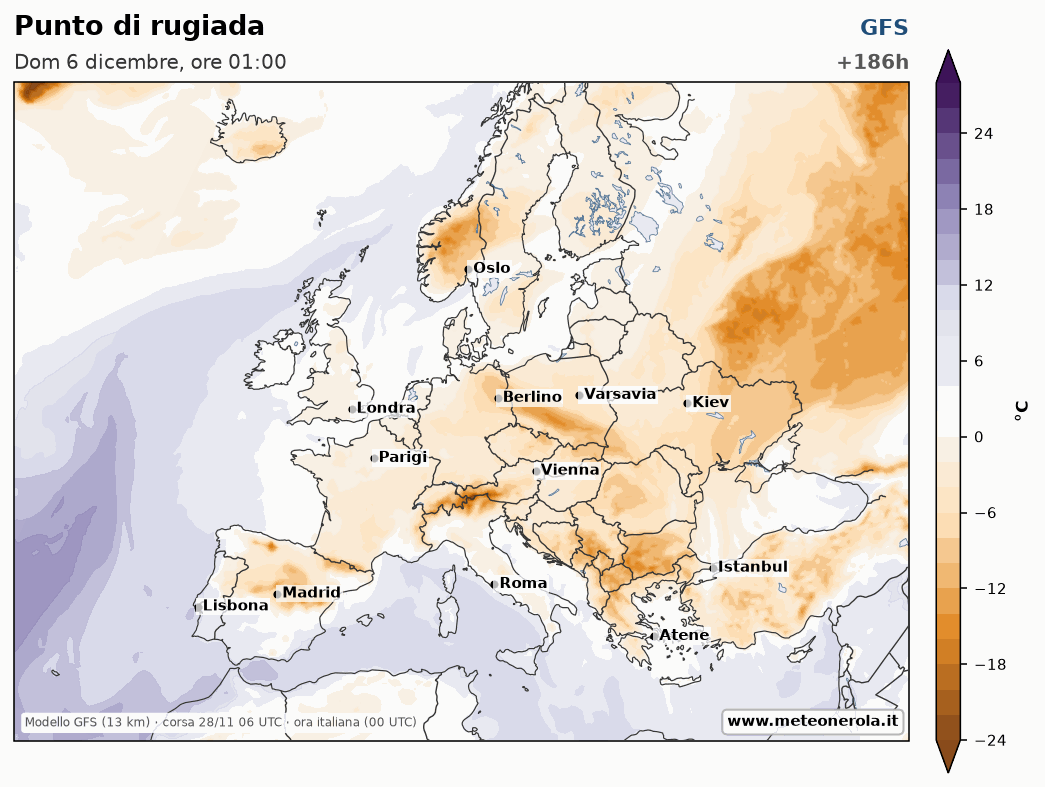 Punto di rugiada
GFS
Dom 6 dicembre, ore 01:00
+186h
24
18
12
6
0
−6
−12
−18
−24
°C
Oslo
Berlino
Varsavia
Kiev
Londra
Parigi
Vienna
Madrid
Lisbona
Roma
Istanbul
Atene
Modello GFS (13 km) · corsa 28/11 06 UTC · ora italiana (00 UTC)
www.meteonerola.it